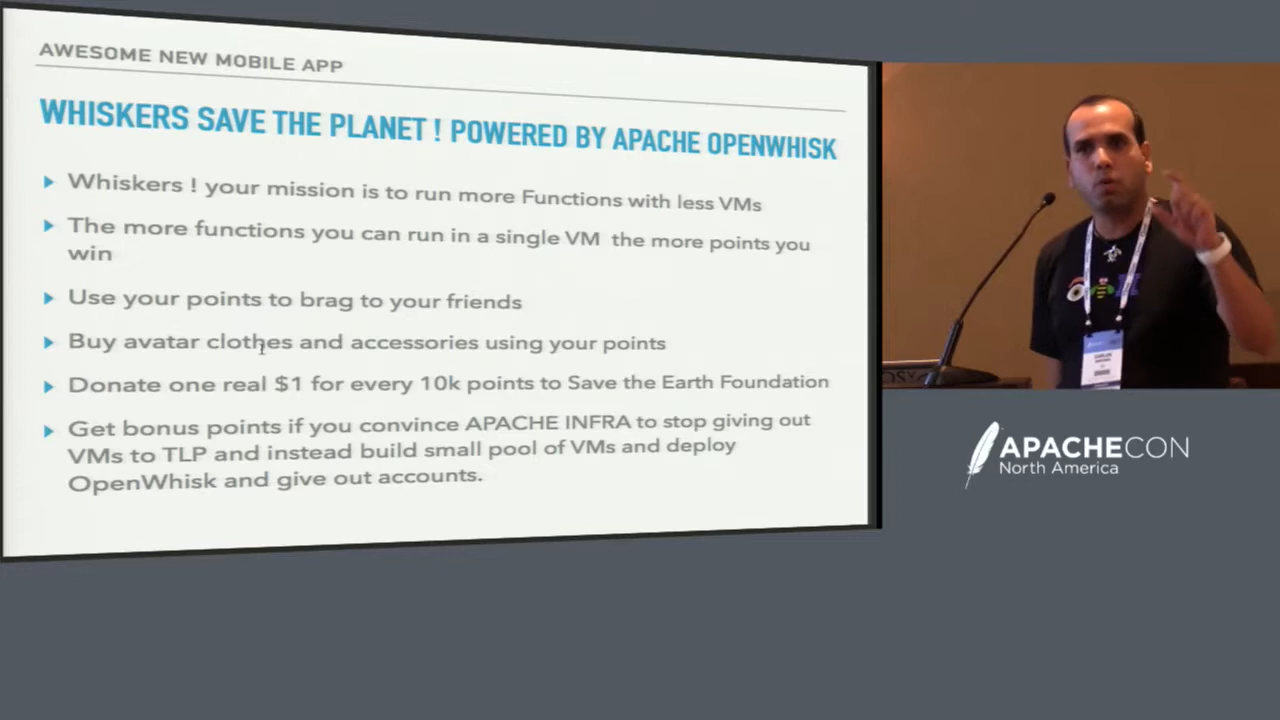 AWESOME NEW MOBILE APP
WHISKERS SAVE THE PLANET ! POWERED BY APACHE OPENWHISK
Whiskers ! your mission is to run more Functions with less VMs
The more functions you can run in a single VM the more points you
win
Use your points to brag to your friends
Buy avatar clothes and accessories using your points
Donate one real $1 for every 10k points to Save the Earth Foundation
Get bonus points if you convince APACHE INFRA to stop giving out
VMs to TLP and instead build small pool of VMs and deploy
OpenWhisk and give out accounts.
APACHECON
North America